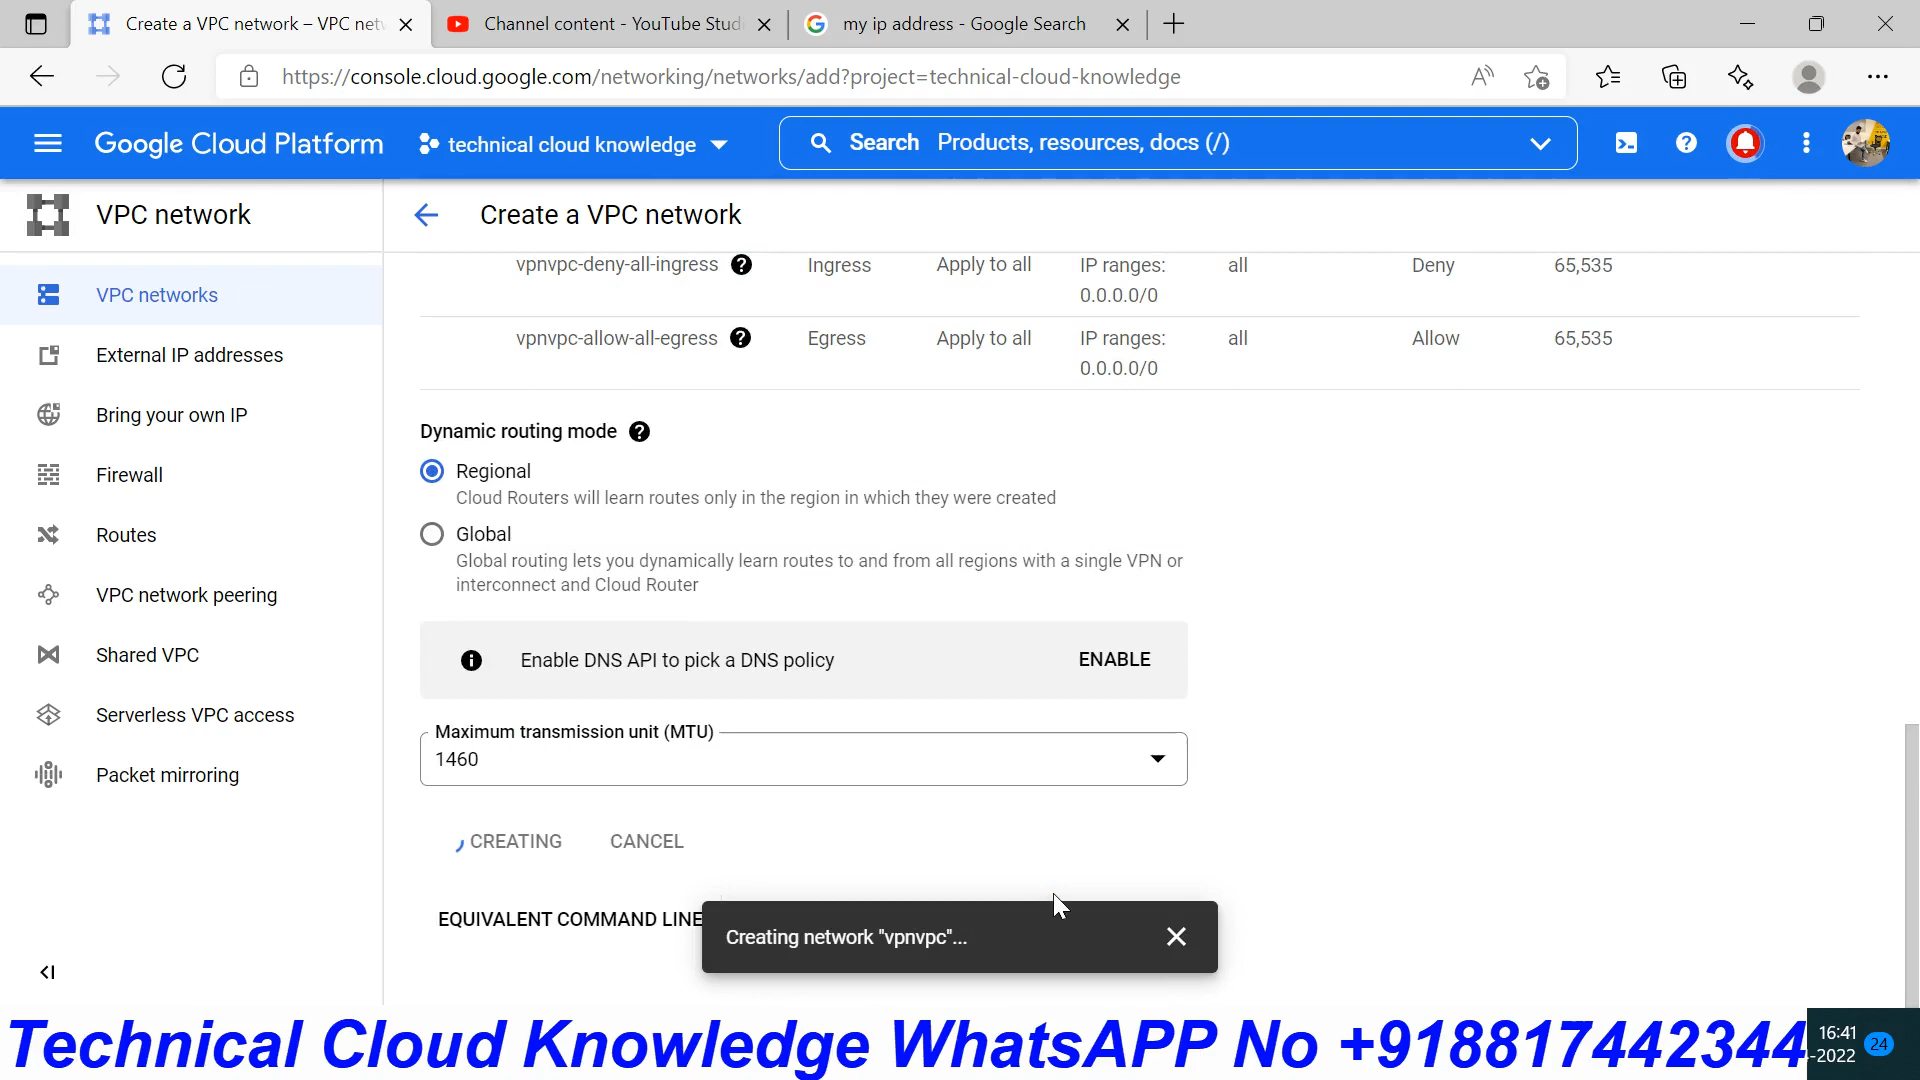 Create a VPC network – VPC net
Channel content - YouTube Stud
my ip address - Google Search
https://console.cloud.google.com/networking/networks/add?project=technical-cloud-knowledge
Google Cloud Platform
technical cloud knowledge
Search Products, resources, docs (/)
VPC network
Create a VPC network
VPC networks
External IP addresses
Bring your own IP
Firewall
Routes
VPC network peering
Shared VPC
Serverless VPC access
Packet mirroring
vpnvpc-deny-all-ingress Ingress Apply to all IP ranges: all Deny 65,535
0.0.0.0/0
vpnvpc-allow-all-egress Egress Apply to all IP ranges: all Allow 65,535
0.0.0.0/0
Dynamic routing mode
Regional
Cloud Routers will learn routes only in the region in which they were created
Global
Global routing lets you dynamically learn routes to and from all regions with a single VPN or
interconnect and Cloud Router
Enable DNS API to pick a DNS policy ENABLE
Maximum transmission unit (MTU)
1460
CREATING CANCEL
EQUIVALENT COMMAND LINE
Creating network "vpnvpc"...
Technical Cloud Knowledge WhatsAPP No +918817442344
16:41
-2022
24